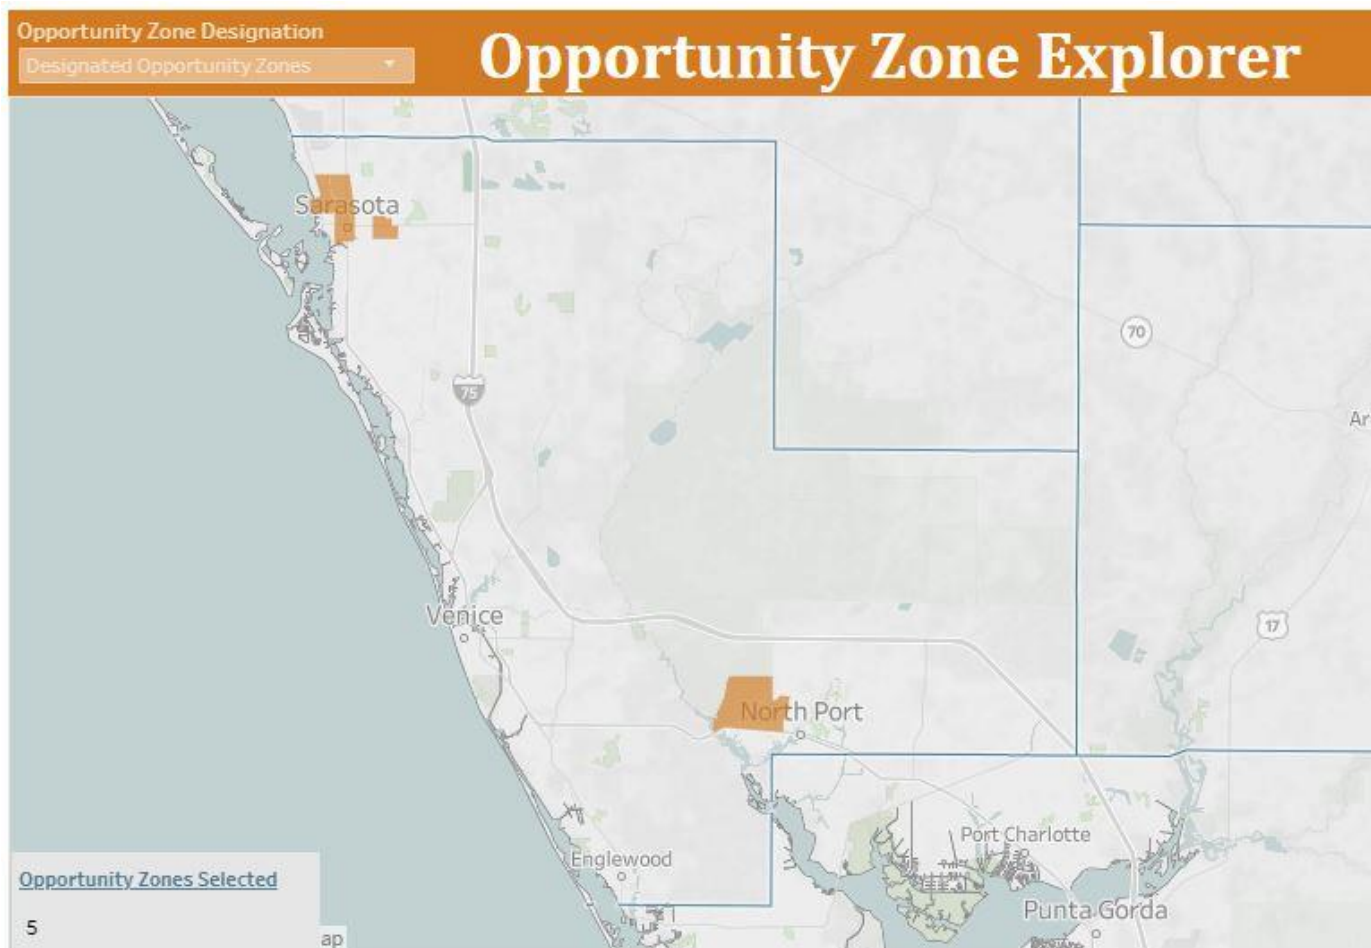 Opportunity Zone Designation
Designated Opportunity Zones
Opportunity Zone Explorer
Sarasota
70
75
Ar
Venice
17
North Port
Port Charlotte
Englewood
Punta Gorda
Opportunity Zones Selected
5
ap